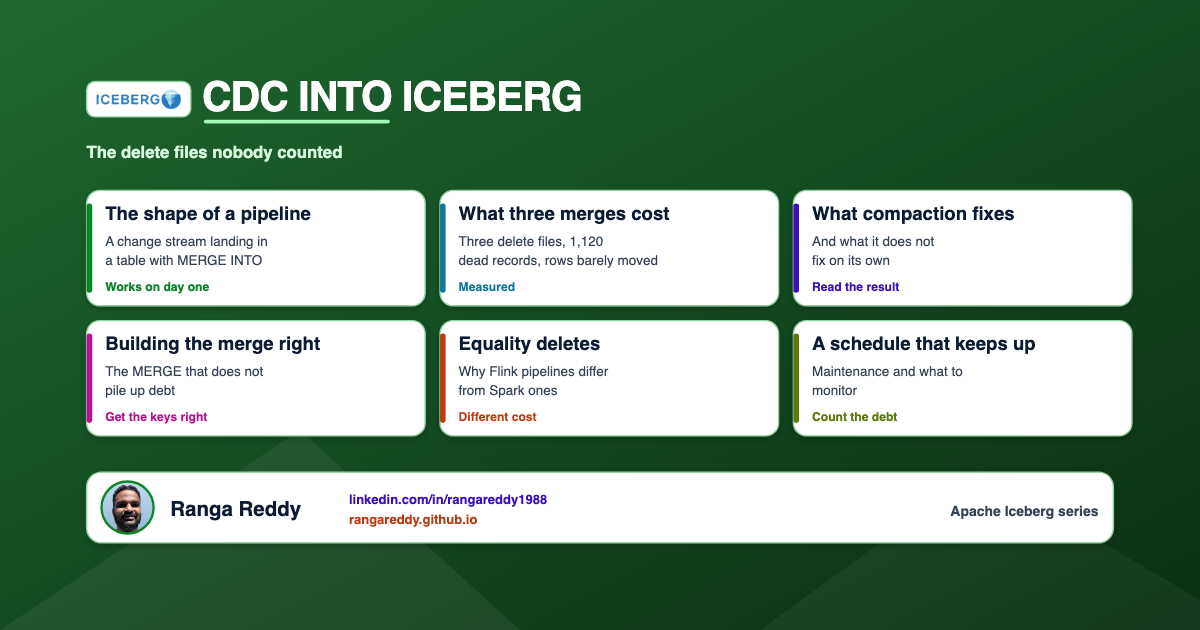 ICEBERG
CDC INTO ICEBERG
The delete files nobody counted
The shape of a pipeline
A change stream landing in
a table with MERGE INTO
Works on day one
What three merges cost
Three delete files, 1,120
dead records, rows barely moved
Measured
What compaction fixes
And what it does not
fix on its own
Read the result
Building the merge right
The MERGE that does not
pile up debt
Get the keys right
Equality deletes
Why Flink pipelines differ
from Spark ones
Different cost
A schedule that keeps up
Maintenance and what to
monitor
Count the debt
Ranga Reddy
linkedin.com/in/rangareddy1988
rangareddy.github.io
Apache Iceberg series